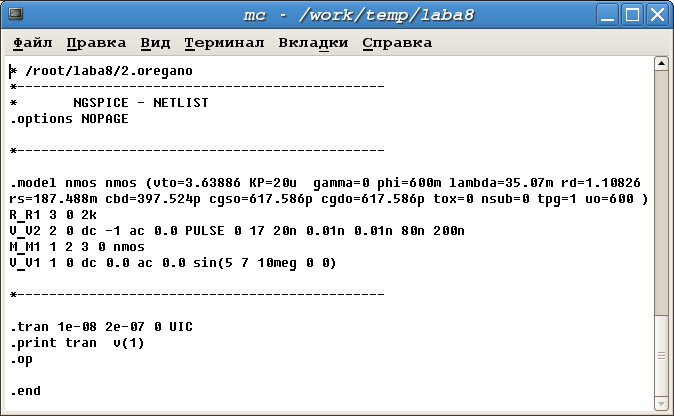 mc - /work/temp/laba8
Файл Правка Вид Терминал Вкладки Справка
* /root/laba8/2.oregano
*----------------------------------------------
* NGSPICE - NETLIST
.options NOPAGE
*----------------------------------------------
.model nmos nmos (vto=3.63886 KP=20u gamma=0 phi=600m lambda=35.07m rd=1.10826
rs=187.488m cbd=397.524p cgso=617.586p cgdo=617.586p tox=0 nsub=0 tpg=1 uo=600 )
R_R1 3 0 2k
V_V2 2 0 dc -1 ac 0.0 PULSE 0 17 20n 0.01n 0.01n 80n 200n
M_M1 1 2 3 0 nmos
V_V1 1 0 dc 0.0 ac 0.0 sin(5 7 10meg 0 0)
*----------------------------------------------
.tran 1e-08 2e-07 0 UIC
.print tran v(1)
.op
.end